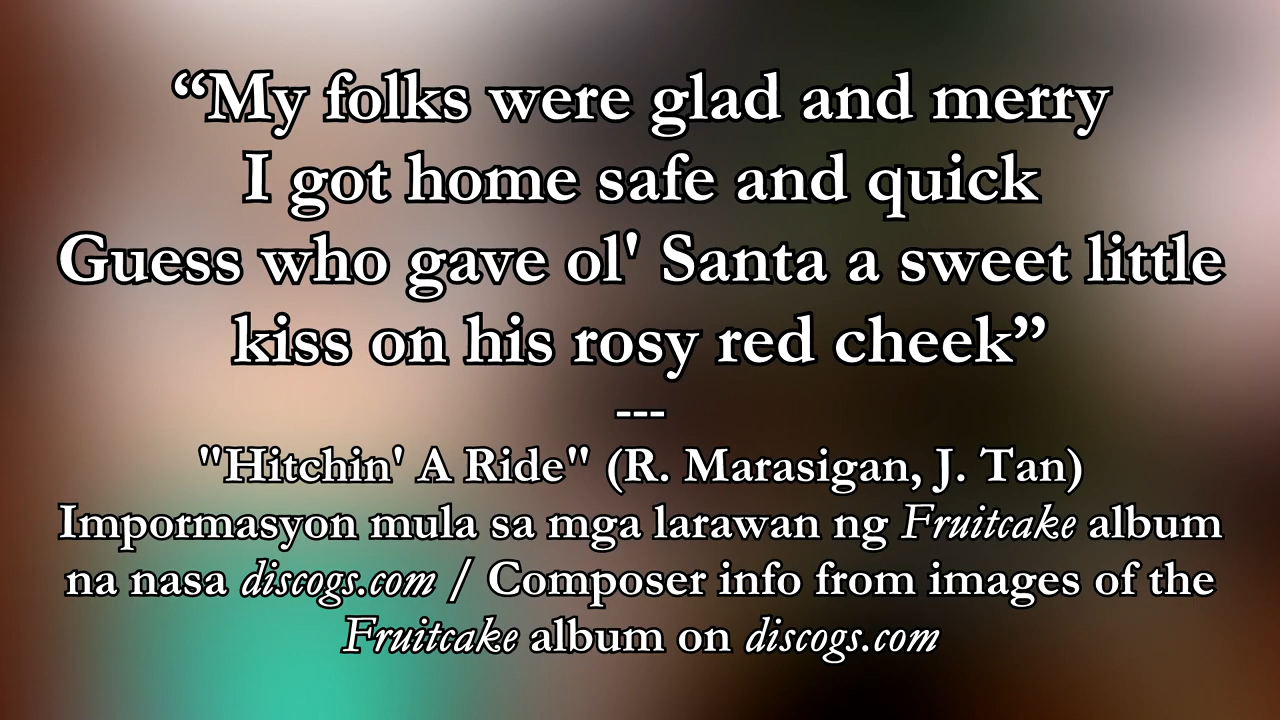 “My folks were glad and merry
I got home safe and quick
Guess who gave ol' Santa a sweet little
kiss on his rosy red cheek”
---
"Hitchin' A Ride" (R. Marasigan, J. Tan)
Impormasyon mula sa mga larawan ng Fruitcake album
na nasa discogs.com / Composer info from images of the
Fruitcake album on discogs.com